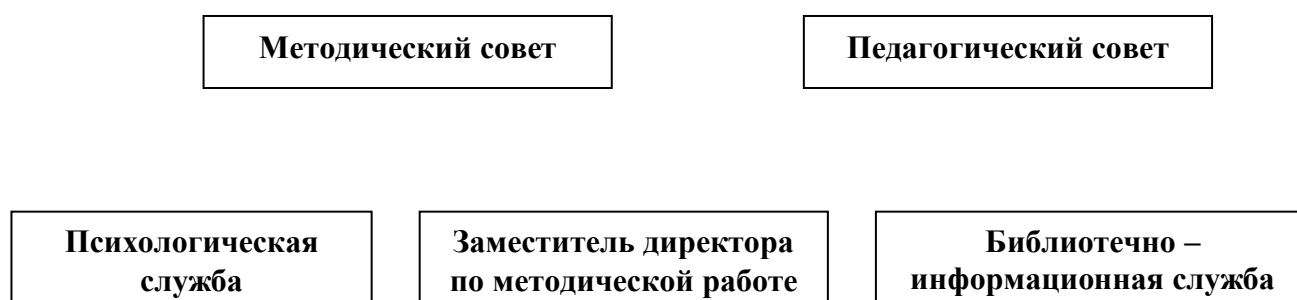 Методический совет
Педагогический совет
Психологическая
служба
Заместитель директора
по методической работе
Библиотечно –
информационная служба